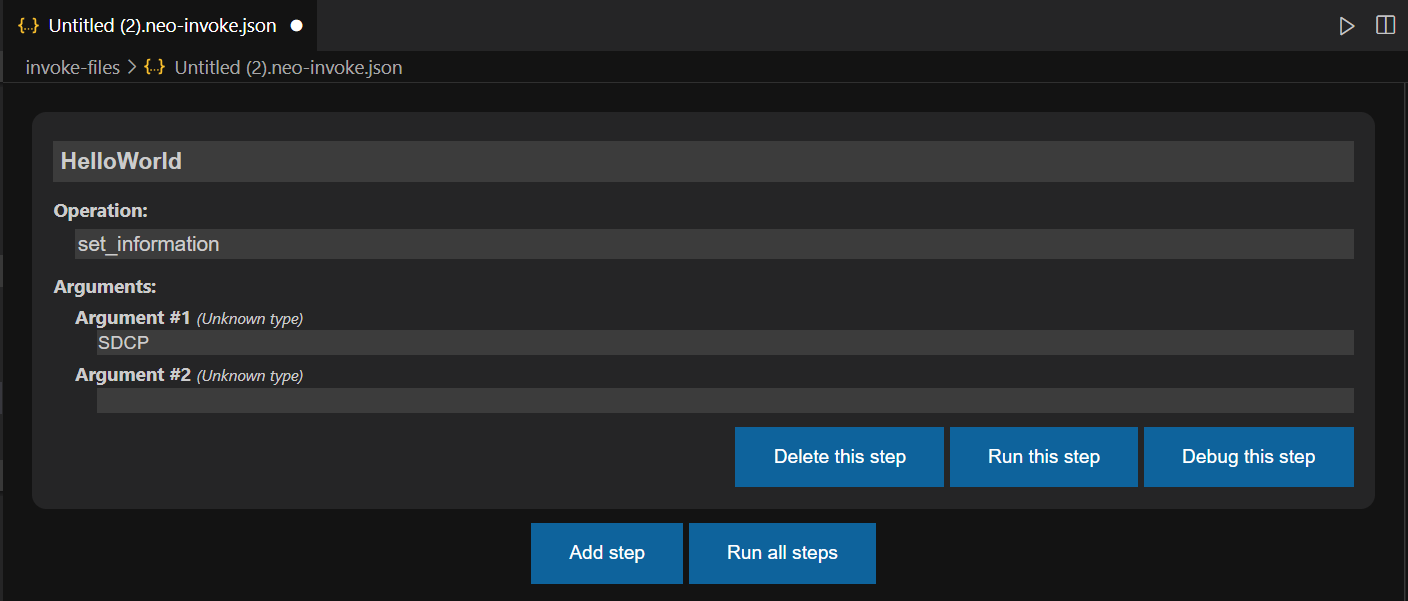 {..} Untitled (2).neo-invoke.json ●
invoke-files > {..} Untitled (2).neo-invoke.json
HelloWorld
Operation:
set_information
Arguments:
Argument #1 (Unknown type)
SDCP
Argument #2 (Unknown type)
Delete this step Run this step Debug this step
Add step Run all steps